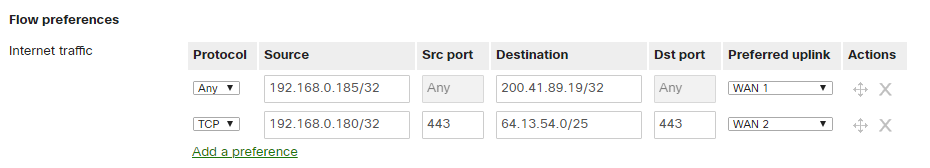 Flow preferences
Internet traffic
Protocol Source Src port Destination Dst port Preferred uplink Actions
Any 192.168.0.185/32 Any 200.41.89.19/32 Any WAN 1
TCP 192.168.0.180/32 443 64.13.54.0/25 443 WAN 2
Add a preference